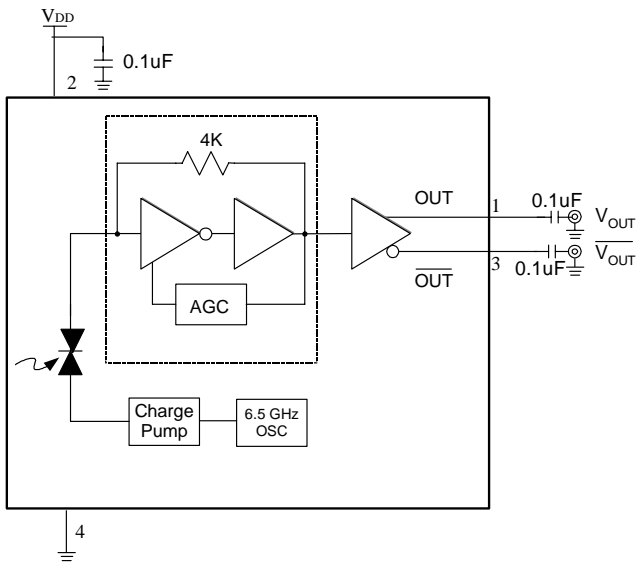 VDD
0.1uF
2
4K
OUT
1
0.1uF
VOUT
VOUT
OUT
3
0.1uF
AGC
Charge
Pump
6.5 GHz
OSC
4